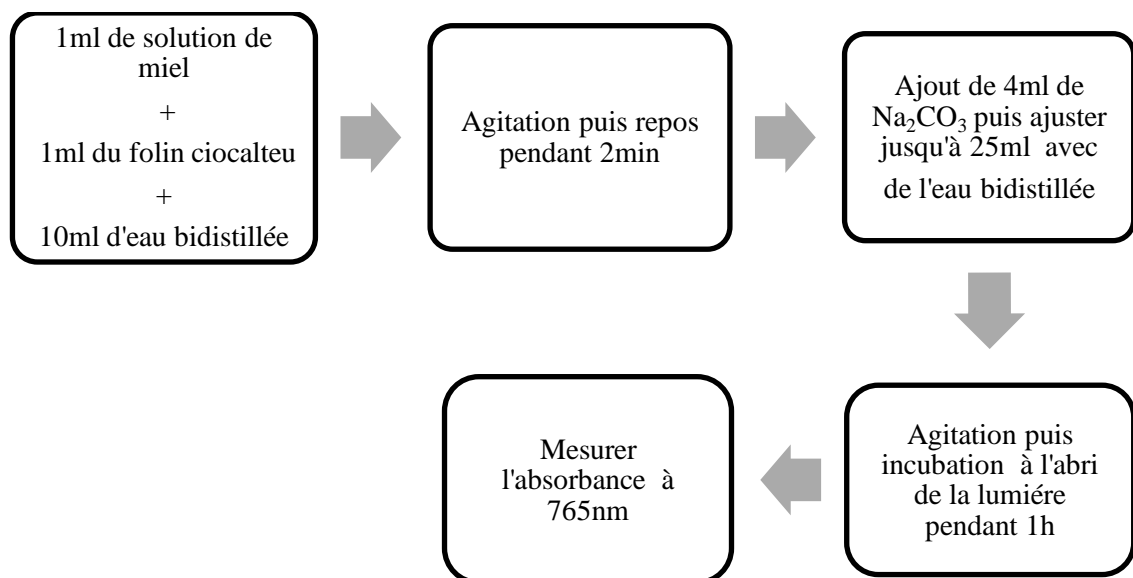 1ml de solution de
miel
+
1ml du folin ciocalteu
+
10ml d'eau bidistillée
Agitation puis repos
pendant 2min
Ajout de 4ml de
Na₂CO₃ puis ajuster
jusqu'à 25ml avec
de l'eau bidistillée
Agitation puis
incubation à l'abri
de la lumiére
pendant 1h
Mesurer
l'absorbance à
765nm